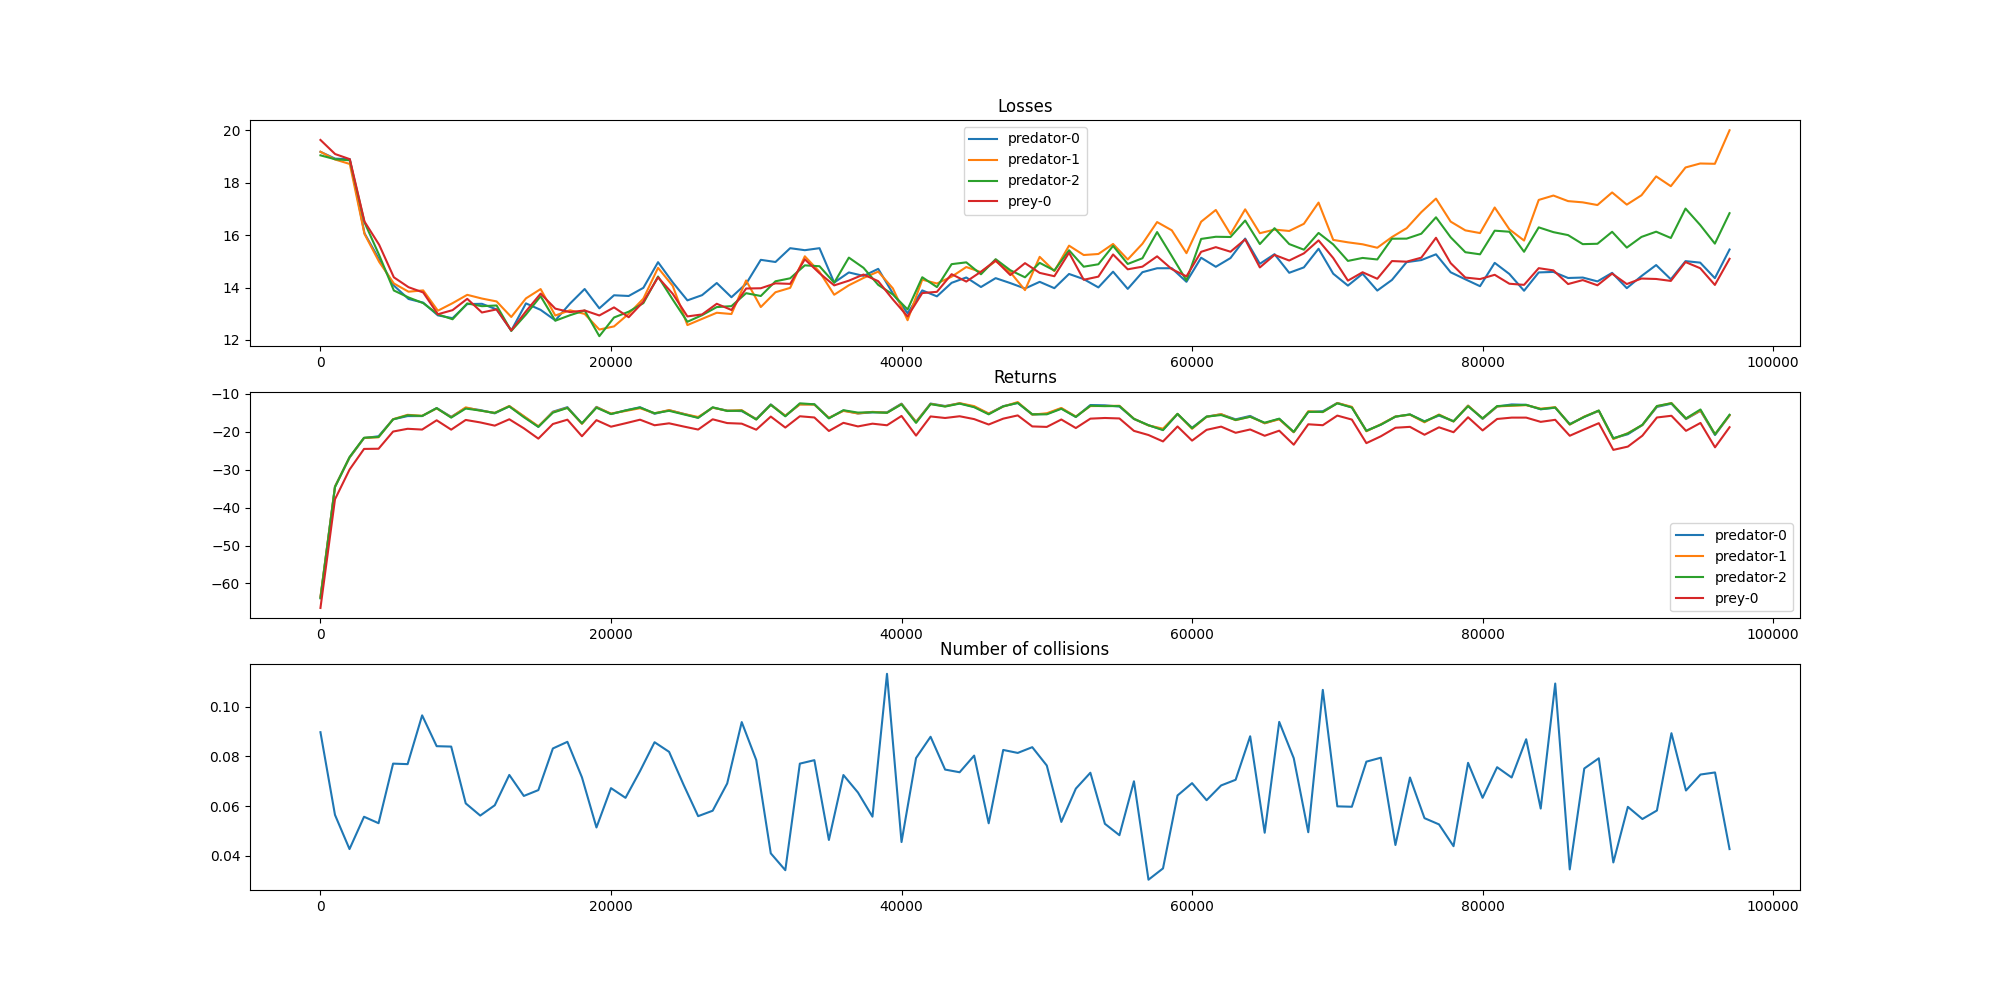 Losses
20
18
16
14
12
predator-0
predator-1
predator-2
prey-0
0 20000 40000 60000 80000 100000
Returns
−10
−20
−30
−40
−50
−60
predator-0
predator-1
predator-2
prey-0
0 20000 40000 60000 80000 100000
Number of collisions
0.10
0.08
0.06
0.04
0 20000 40000 60000 80000 100000